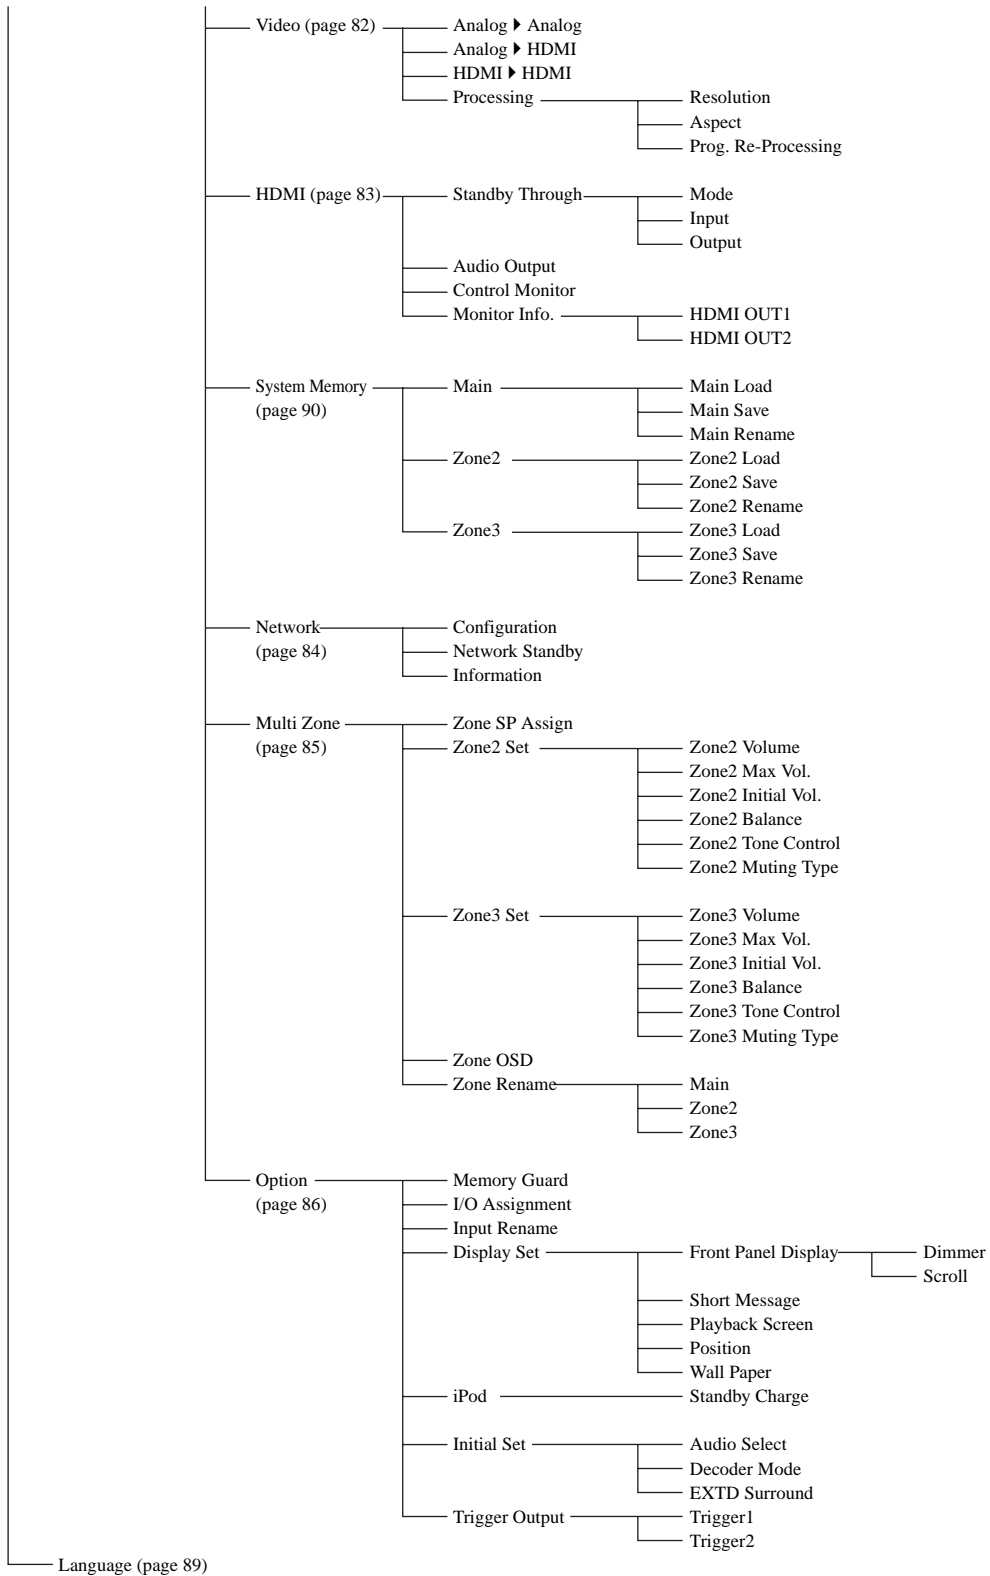 Video (page 82) Analog ▶ Analog
Analog ▶ HDMI
HDMI ▶ HDMI
Processing Resolution
Aspect
Prog. Re-Processing
HDMI (page 83) Standby Through Mode
Input
Output
Audio Output
Control Monitor
Monitor Info. HDMI OUT1
HDMI OUT2
System Memory Main Main Load
(page 90) Main Save
Main Rename
Zone2 Zone2 Load
Zone2 Save
Zone2 Rename
Zone3 Zone3 Load
Zone3 Save
Zone3 Rename
Network Configuration
(page 84) Network Standby
Information
Multi Zone Zone SP Assign
(page 85) Zone2 Set Zone2 Volume
Zone2 Max Vol.
Zone2 Initial Vol.
Zone2 Balance
Zone2 Tone Control
Zone2 Muting Type
Zone3 Set Zone3 Volume
Zone3 Max Vol.
Zone3 Initial Vol.
Zone3 Balance
Zone3 Tone Control
Zone3 Muting Type
Zone OSD
Zone Rename Main
Zone2
Zone3
Option Memory Guard
(page 86) I/O Assignment
Input Rename
Display Set Front Panel Display Dimmer
Scroll
Short Message
Playback Screen
Position
Wall Paper
iPod Standby Charge
Initial Set Audio Select
Decoder Mode
EXTD Surround
Trigger Output Trigger1
Trigger2
Language (page 89)